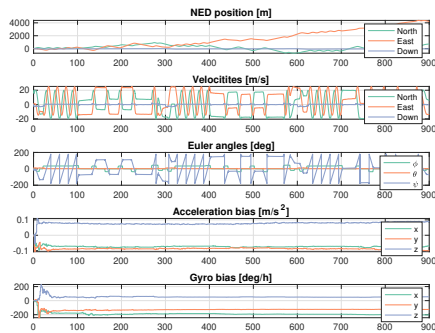 NED position [m]
4000
2000
0
North
East
Down
0 100 200 300 400 500 600 700 800 900
Velocitites [m/s]
20
0
-20
North
East
Down
0 100 200 300 400 500 600 700 800 900
Euler angles [deg]
200
0
-200
ϕ
θ
ψ
0 100 200 300 400 500 600 700 800 900
Acceleration bias [m/s²]
0.1
0
-0.1
x
y
z
0 100 200 300 400 500 600 700 800 900
Gyro bias [deg/h]
200
0
-200
x
y
z
0 100 200 300 400 500 600 700 800 900